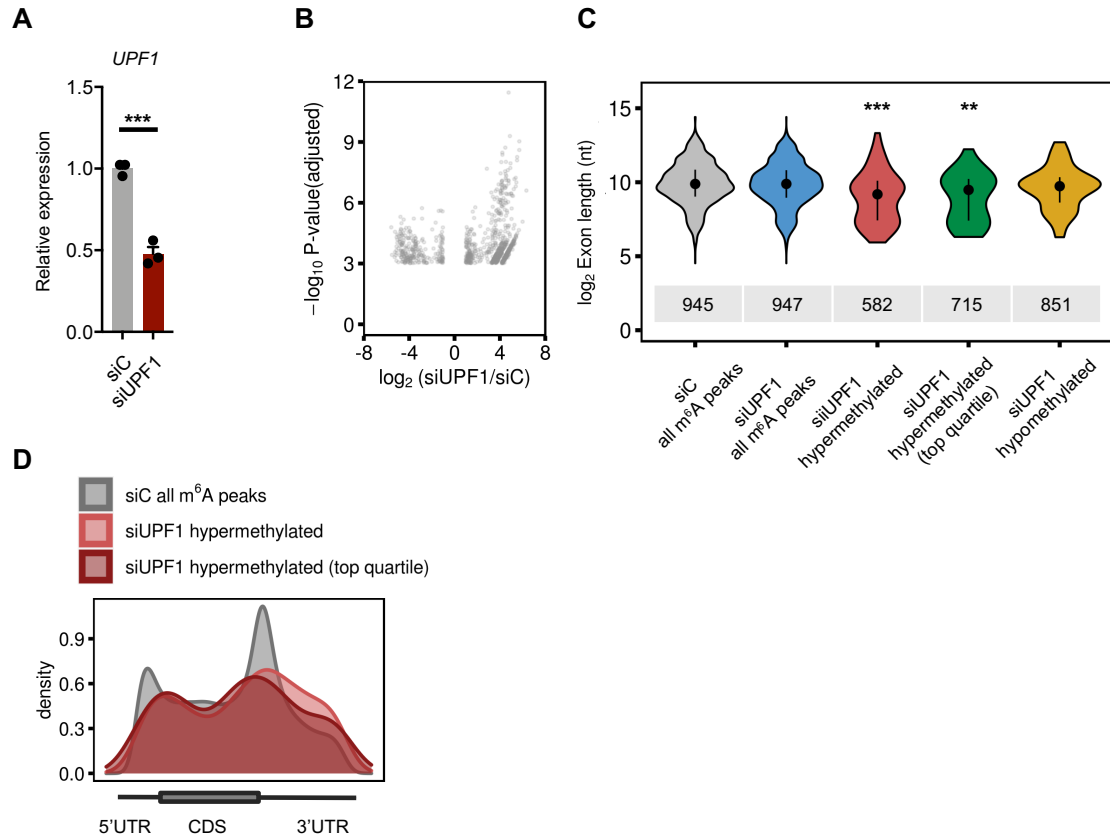 A
UPF1
Relative expression
1.5
1.0
0.5
0.0
***
siC
siUPF1
B
−log10 P-value(adjusted)
12
9
6
3
0
-8
-4
0
4
8
log2 (siUPF1/siC)
C
log2 Exon length (nt)
15
10
5
0
***
**
945
947
582
715
851
siC
all m6A peaks
siUPF1
all m6A peaks
siiUPF1
hypermethylated
siUPF1
hypermethylated
(top quartile)
siUPF1
hypomethylated
D
siC all m6A peaks
siUPF1 hypermethylated
siUPF1 hypermethylated (top quartile)
density
0.9
0.6
0.3
0.0
5'UTR
CDS
3'UTR